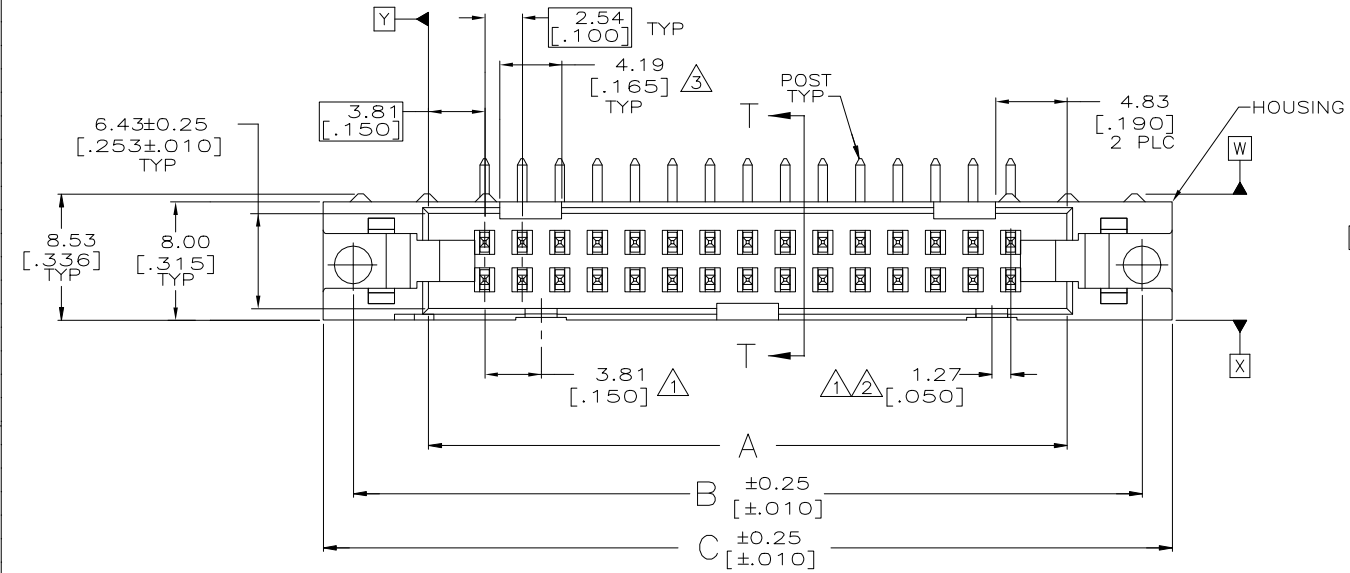 Y
2.54
[.100] TYP
4.19
[.165] 3
TYP
3.81
[.150]
6.43±0.25
[.253±.010]
TYP
POST
TYP
T
4.83
[.190]
2 PLC
HOUSING
W
8.53
[.336]
TYP
8.00
[.315]
TYP
[
T
X
3.81
[.150] 1
1 2 1.27
[.050]
A
B ±0.25
[±.010]
C ±0.25
[±.010]